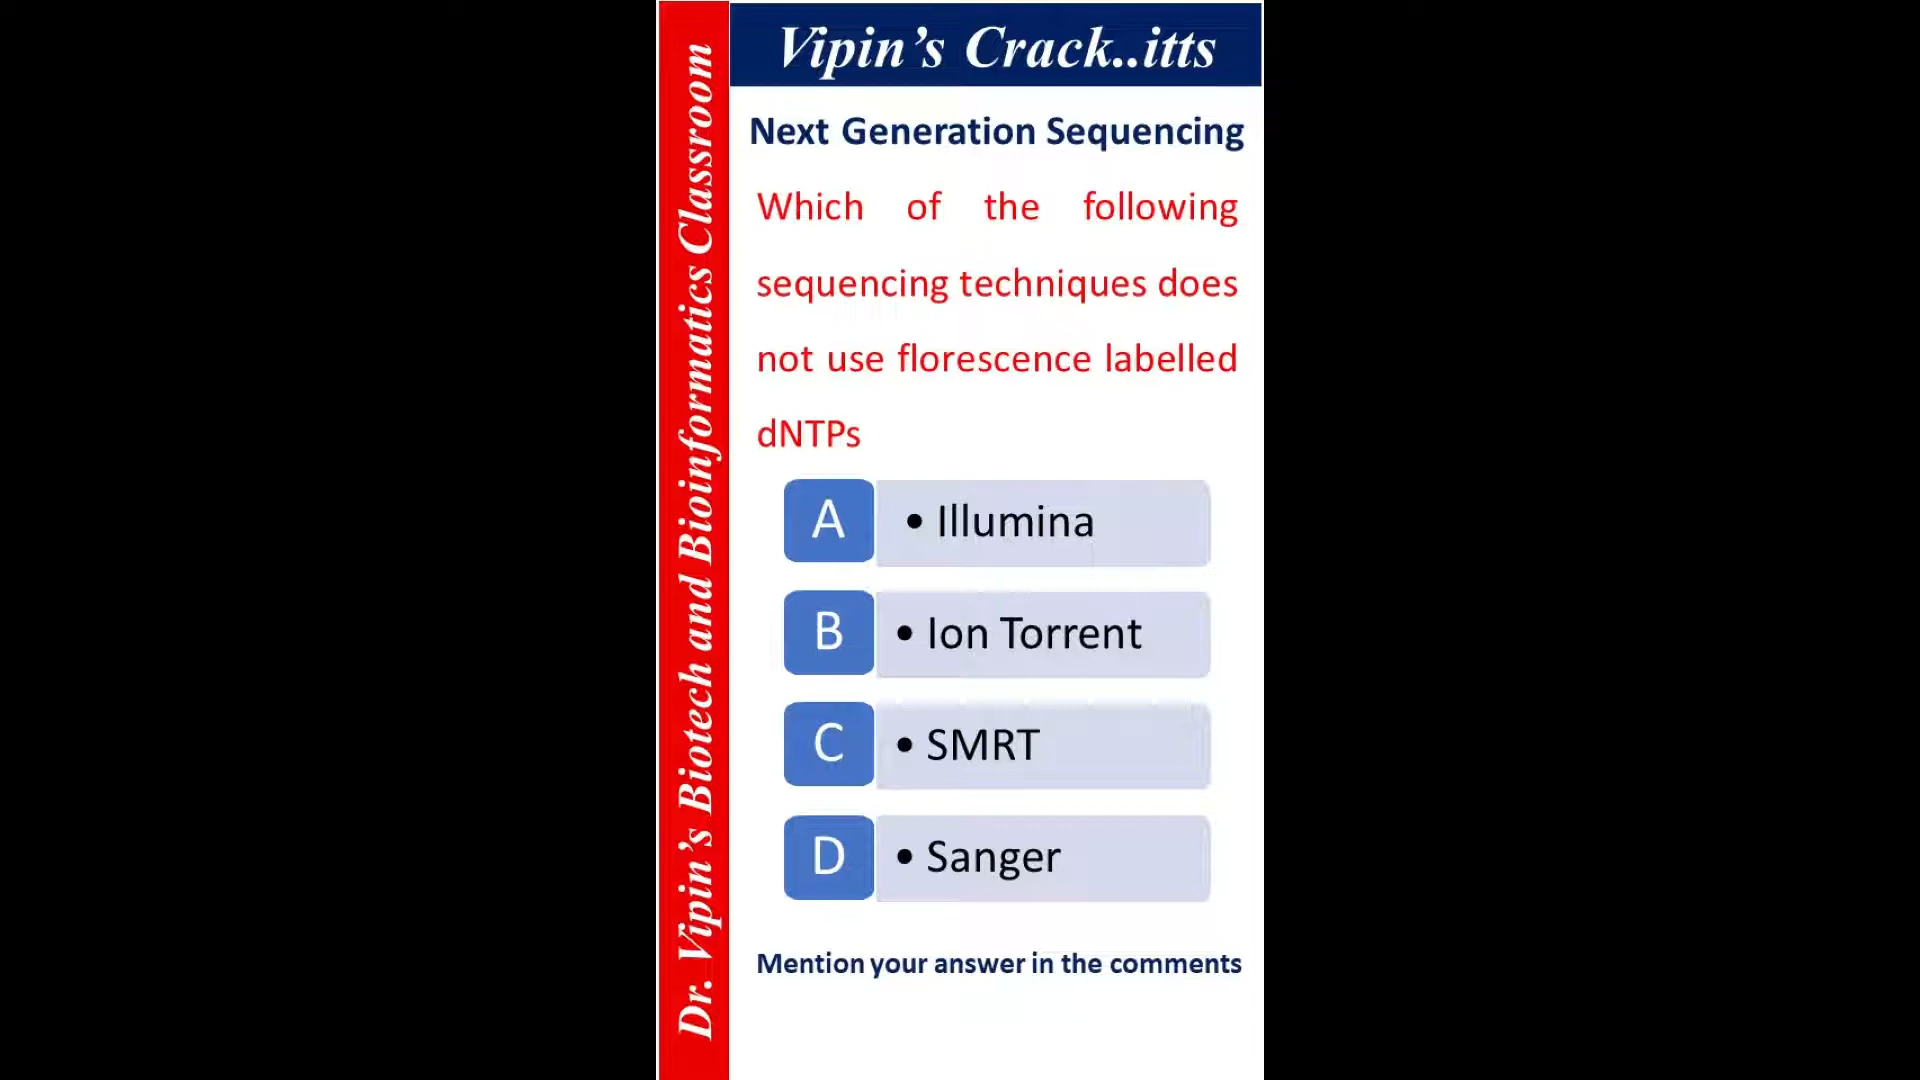 Dr. Vipin's Biotech and Bioinformatics Classroom
Vipin's Crack..itts
Next Generation Sequencing
Which of the following
sequencing techniques does
not use florescence labelled
dNTPs
A • Illumina
B • Ion Torrent
C • SMRT
D • Sanger
Mention your answer in the comments